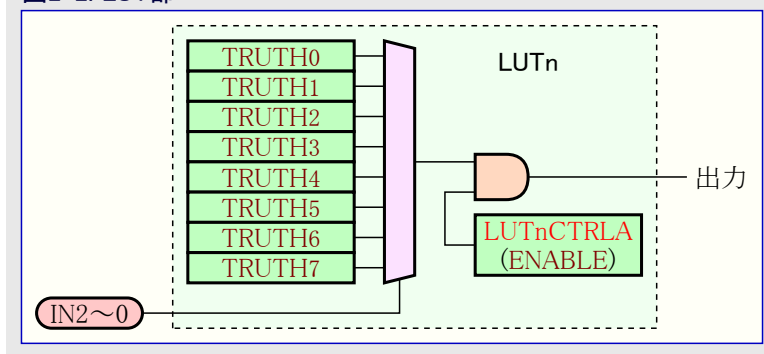 TRUTH0
TRUTH1
TRUTH2
TRUTH3
TRUTH4
TRUTH5
TRUTH6
TRUTH7
LUTn
出力
LUTnCTRLA
(ENABLE)
IN2～0